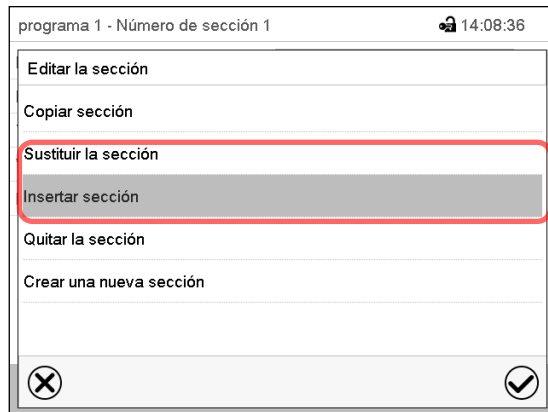 programa 1 - Número de sección 1 14:08:36
Editar la sección
Copiar sección
Sustituir la sección
Insertar sección
Quitar la sección
Crear una nueva sección